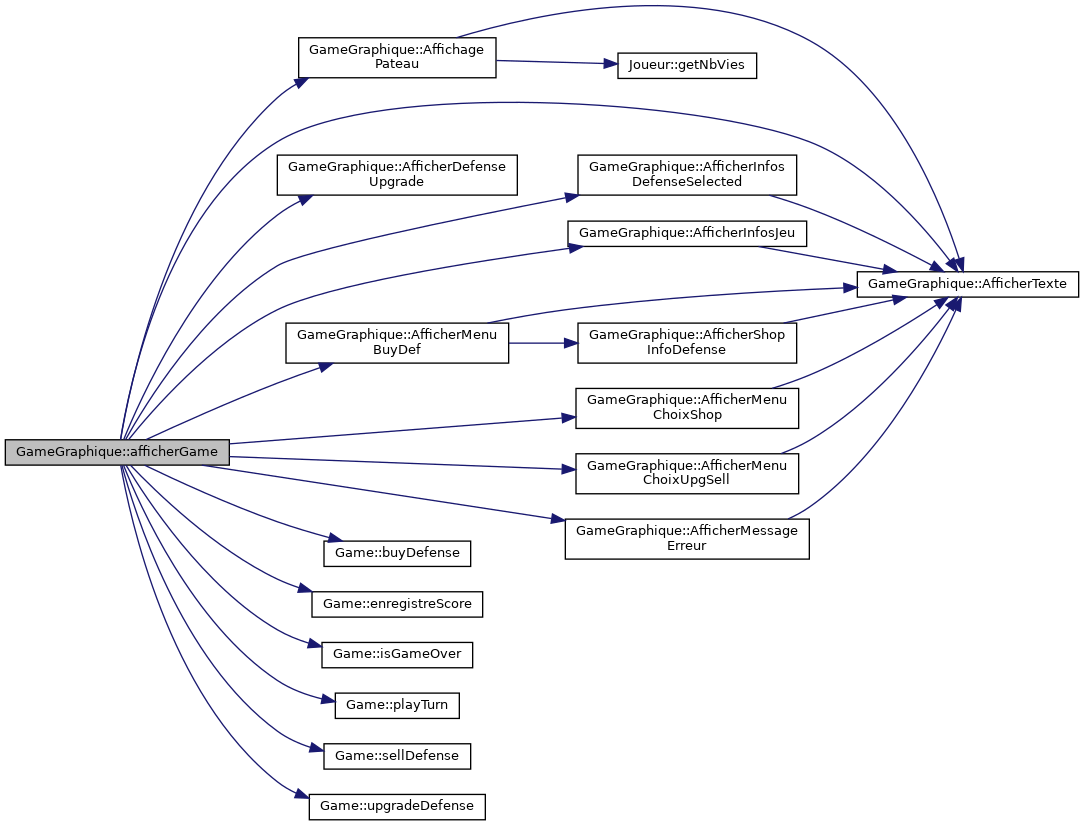 GameGraphique::Affichage
Pateau
Joueur::getNbVies
GameGraphique::AfficherDefense
Upgrade
GameGraphique::AfficherInfos
DefenseSelected
GameGraphique::AfficherInfosJeu
GameGraphique::AfficherTexte
GameGraphique::AfficherMenu
BuyDef
GameGraphique::AfficherShop
InfoDefense
GameGraphique::AfficherMenu
ChoixShop
GameGraphique::afficherGame
GameGraphique::AfficherMenu
ChoixUpgSell
GameGraphique::AfficherMessage
Erreur
Game::buyDefense
Game::enregistreScore
Game::isGameOver
Game::playTurn
Game::sellDefense
Game::upgradeDefense